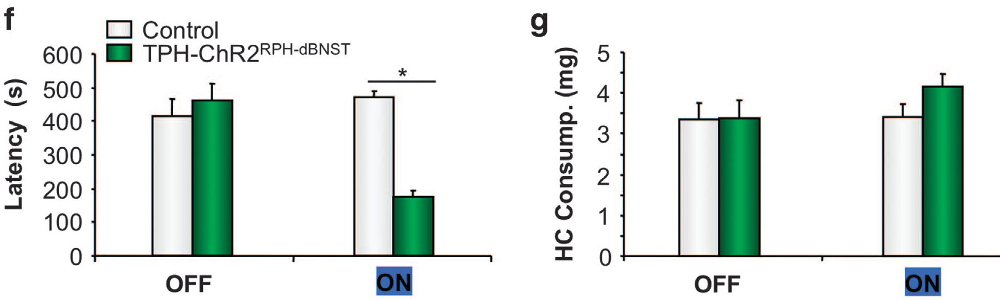 f
Control
TPH-ChR2RPH-dBNST
Latency (s)
600
500
400
300
200
100
0
*
OFF
ON
g
HC Consump. (mg)
5
4
3
2
1
0
OFF
ON